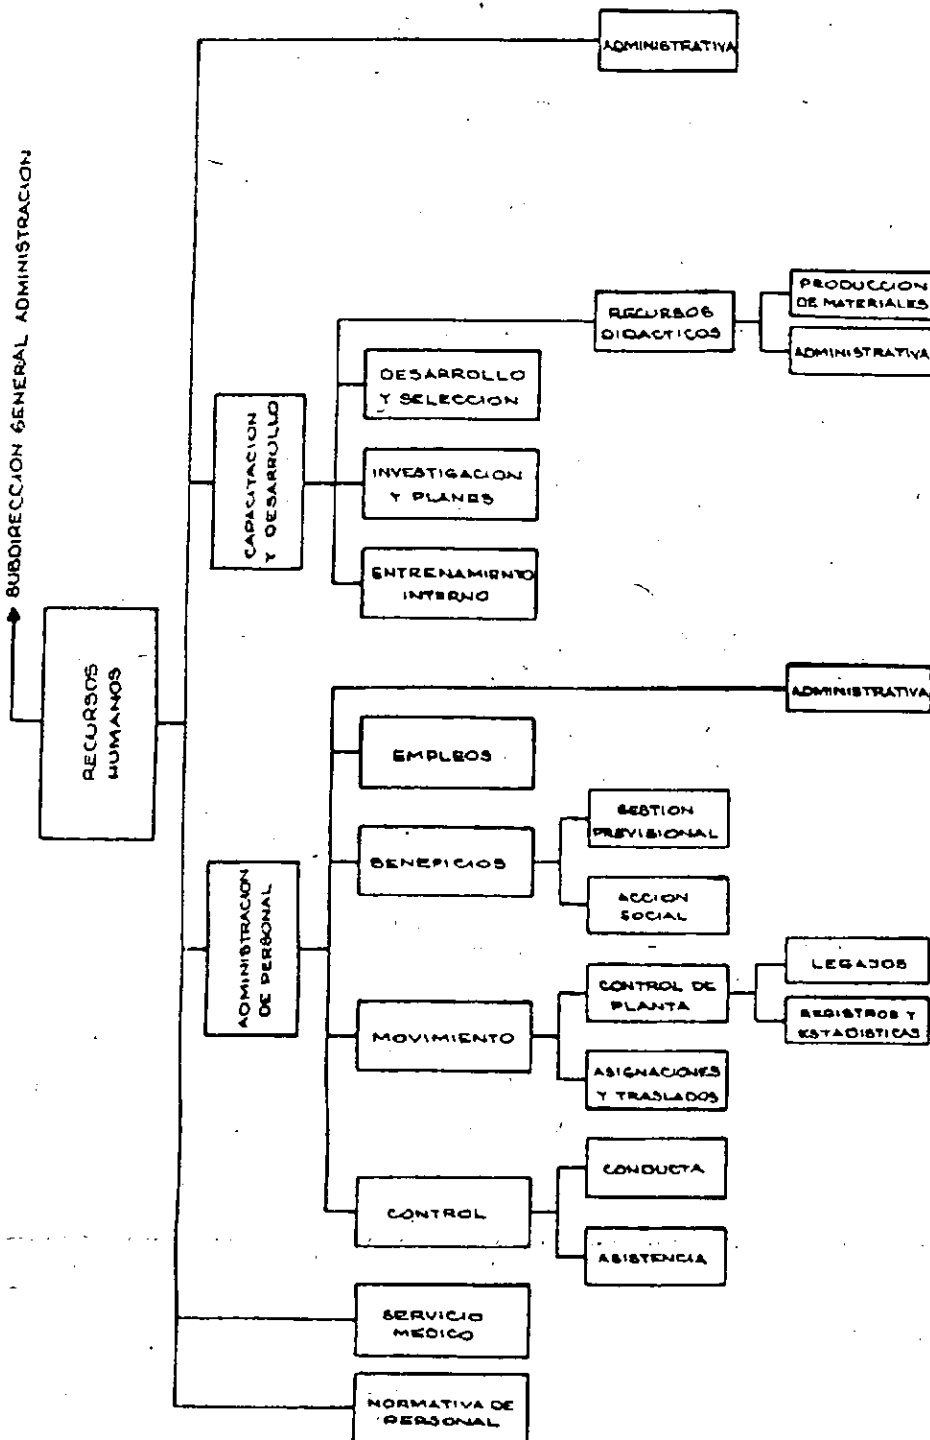 SUBDIRECCION GENERAL ADMINISTRACION
RECURSOS
HUMANOS
ADMINISTRATIVA
CAPACITACION
Y DESARROLLO
RECURSOS
DIDACTICOS
PRODUCCION
DE MATERIALES
ADMINISTRATIVA
DESARROLLO
Y SELECCION
INVESTIGACION
Y PLANES
ENTRENAMIENTO
INTERNO
ADMINISTRACION
DE PERSONAL
ADMINISTRATIVA
EMPLEOS
BENEFICIOS
GESTION
PREVISIONAL
ACCION
SOCIAL
MOVIMIENTO
CONTROL DE
PLANTA
LEGAJOS
REGISTROS Y
ESTADISTICAS
ASIGNACIONES
Y TRASLADOS
CONTROL
CONDUCTA
ASISTENCIA
SERVICIO
MEDICO
NORMATIVA DE
PERSONAL